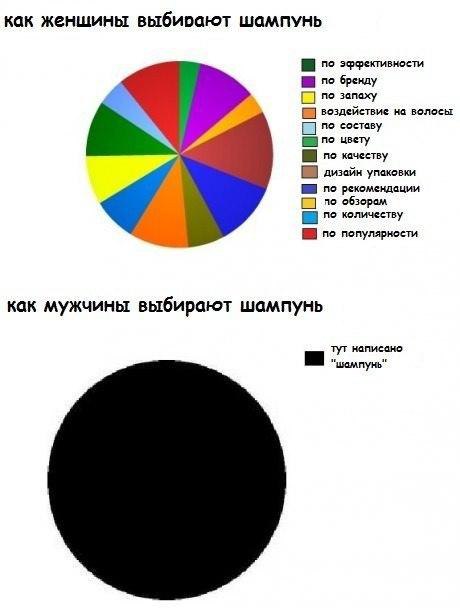 как женщины выбирают шампунь
по эффективности
по бренду
по запаху
воздействие на волосы
по составу
по цвету
по качеству
дизайн упаковки
по рекомендации
по обзорам
по количеству
по популярности
как мужчины выбирают шампунь
тут написано
"шампунь"